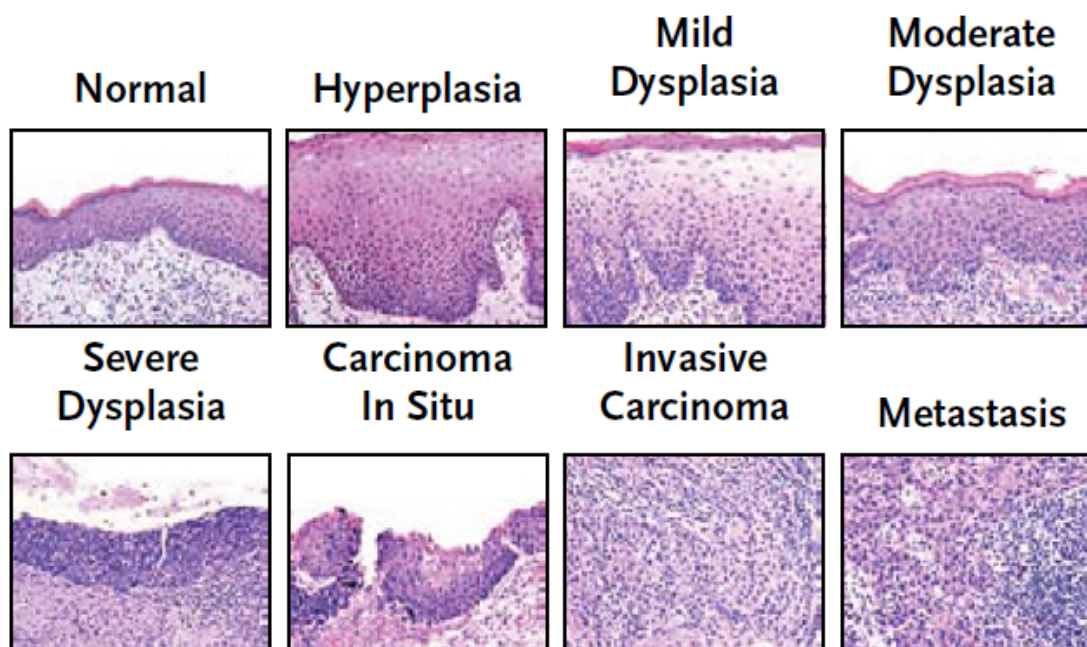 Normal
Hyperplasia
Mild
Dysplasia
Moderate
Dysplasia
Severe
Dysplasia
Carcinoma
In Situ
Invasive
Carcinoma
Metastasis